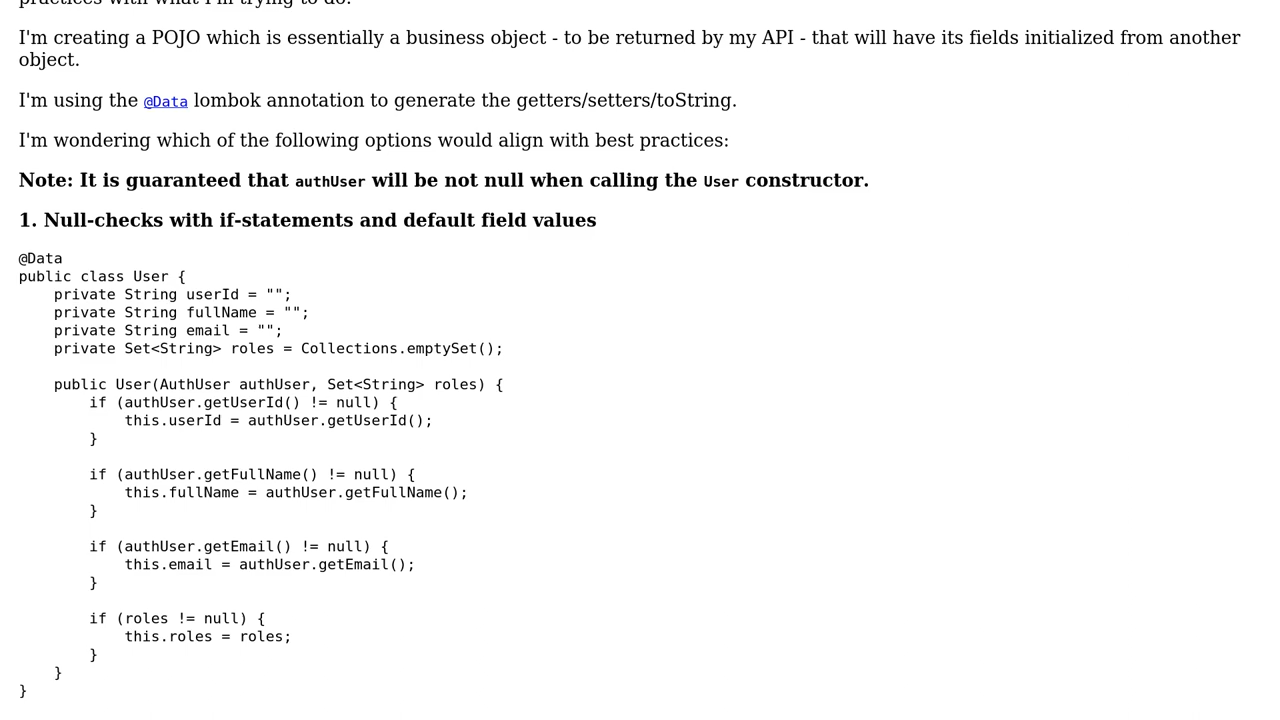 practices with what I'm trying to do.
I'm creating a POJO which is essentially a business object - to be returned by my API - that will have its fields initialized from another
object.
I'm using the @Data lombok annotation to generate the getters/setters/toString.
I'm wondering which of the following options would align with best practices:
Note: It is guaranteed that authUser will be not null when calling the User constructor.
1. Null-checks with if-statements and default field values
@Data
public class User {
    private String userId = "";
    private String fullName = "";
    private String email = "";
    private Set<String> roles = Collections.emptySet();

    public User(AuthUser authUser, Set<String> roles) {
        if (authUser.getUserId() != null) {
            this.userId = authUser.getUserId();
        }

        if (authUser.getFullName() != null) {
            this.fullName = authUser.getFullName();
        }

        if (authUser.getEmail() != null) {
            this.email = authUser.getEmail();
        }

        if (roles != null) {
            this.roles = roles;
        }
    }
}